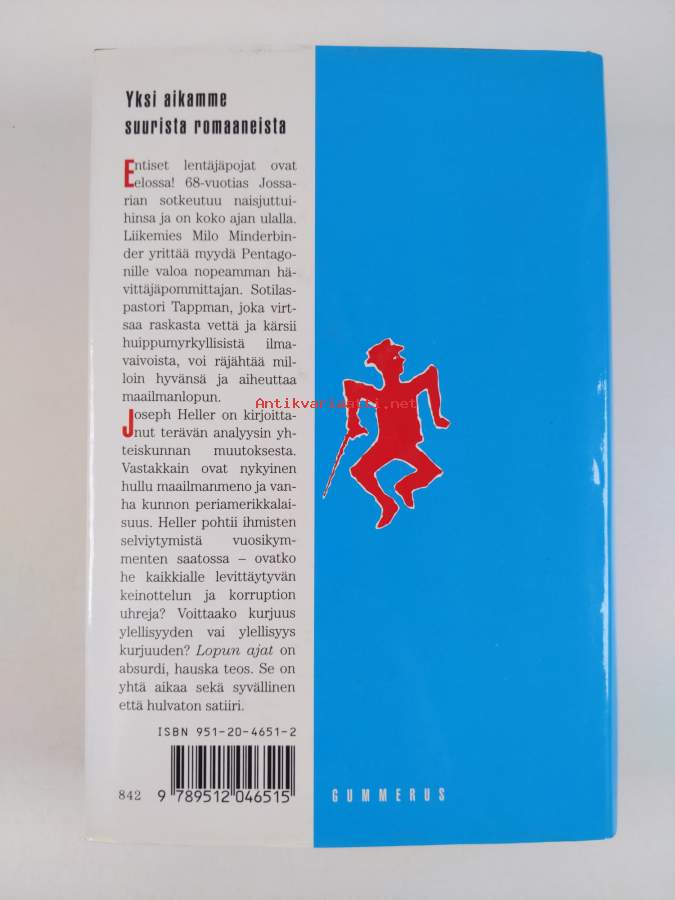 Yksi aikamme
suurista romaaneista
Entiset lentäjäpojat ovat
elossa! 68-vuotias Jossa-
rian sotkeutuu naisjuttui-
hinsa ja on koko ajan ulalla.
Liikemies Milo Minderbin-
der yrittää myydä Pentago-
nille valoa nopeamman hä-
vittäjäpommittajan. Sotilas-
pastori Tappman, joka virt-
saa raskasta vettä ja kärsii
huippumyrkyllisistä ilma-
vaivoista, voi räjähtää mil-
loin hyvänsä ja aiheuttaa
maailmanlopun.
Joseph Heller on kirjoitta-
nut terävän analyysin yh-
teiskunnan muutoksesta.
Vastakkain ovat nykyinen
hullu maailmanmeno ja van-
ha kunnon periamerikkalai-
suus. Heller pohtii ihmisten
selviytymistä vuosikym-
menten saatossa – ovatko
he kaikkialle levittäytyvän
keinottelun ja korruption
uhreja? Voittaako kurjuus
ylellisyyden vai ylellisyys
kurjuuden? Lopun ajat on
absurdi, hauska teos. Se on
yhtä aikaa sekä syvällinen
että hulvaton satiiri.
ISBN 951-20-4651-2
842 9 789512 046515
GUMMERUS
Antikvariaatti.net